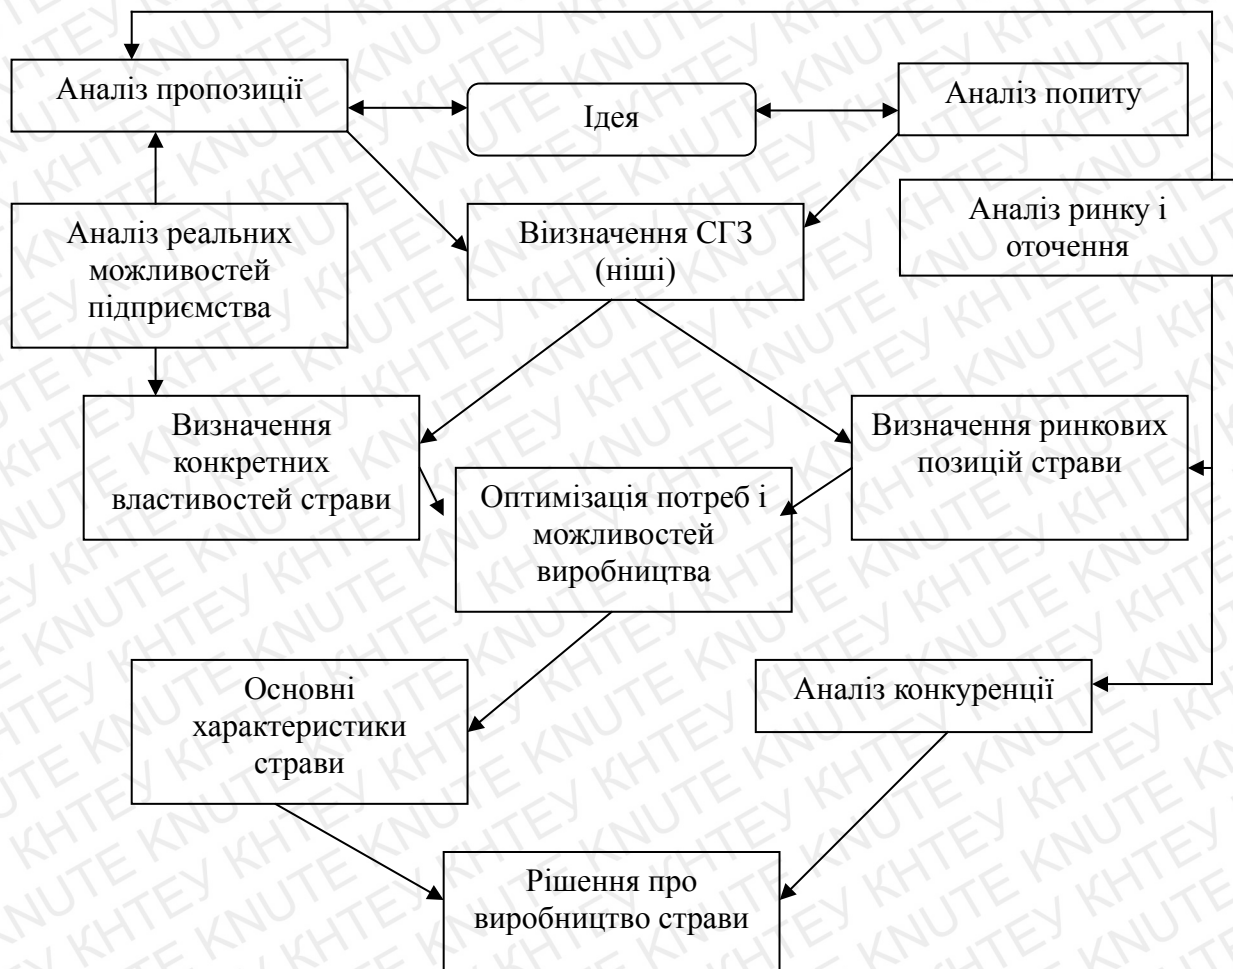 Аналіз пропозиції
Ідея
Аналіз попиту
Аналіз реальних
можливостей
підприємства
Віизначення СГЗ
(ніші)
Аналіз ринку і
оточення
Визначення
конкретних
властивостей страви
Оптимізація потреб і
можливостей
виробництва
Визначення ринкових
позицій страви
Основні
характеристики
страви
Аналіз конкуренції
Рішення про
виробництво страви